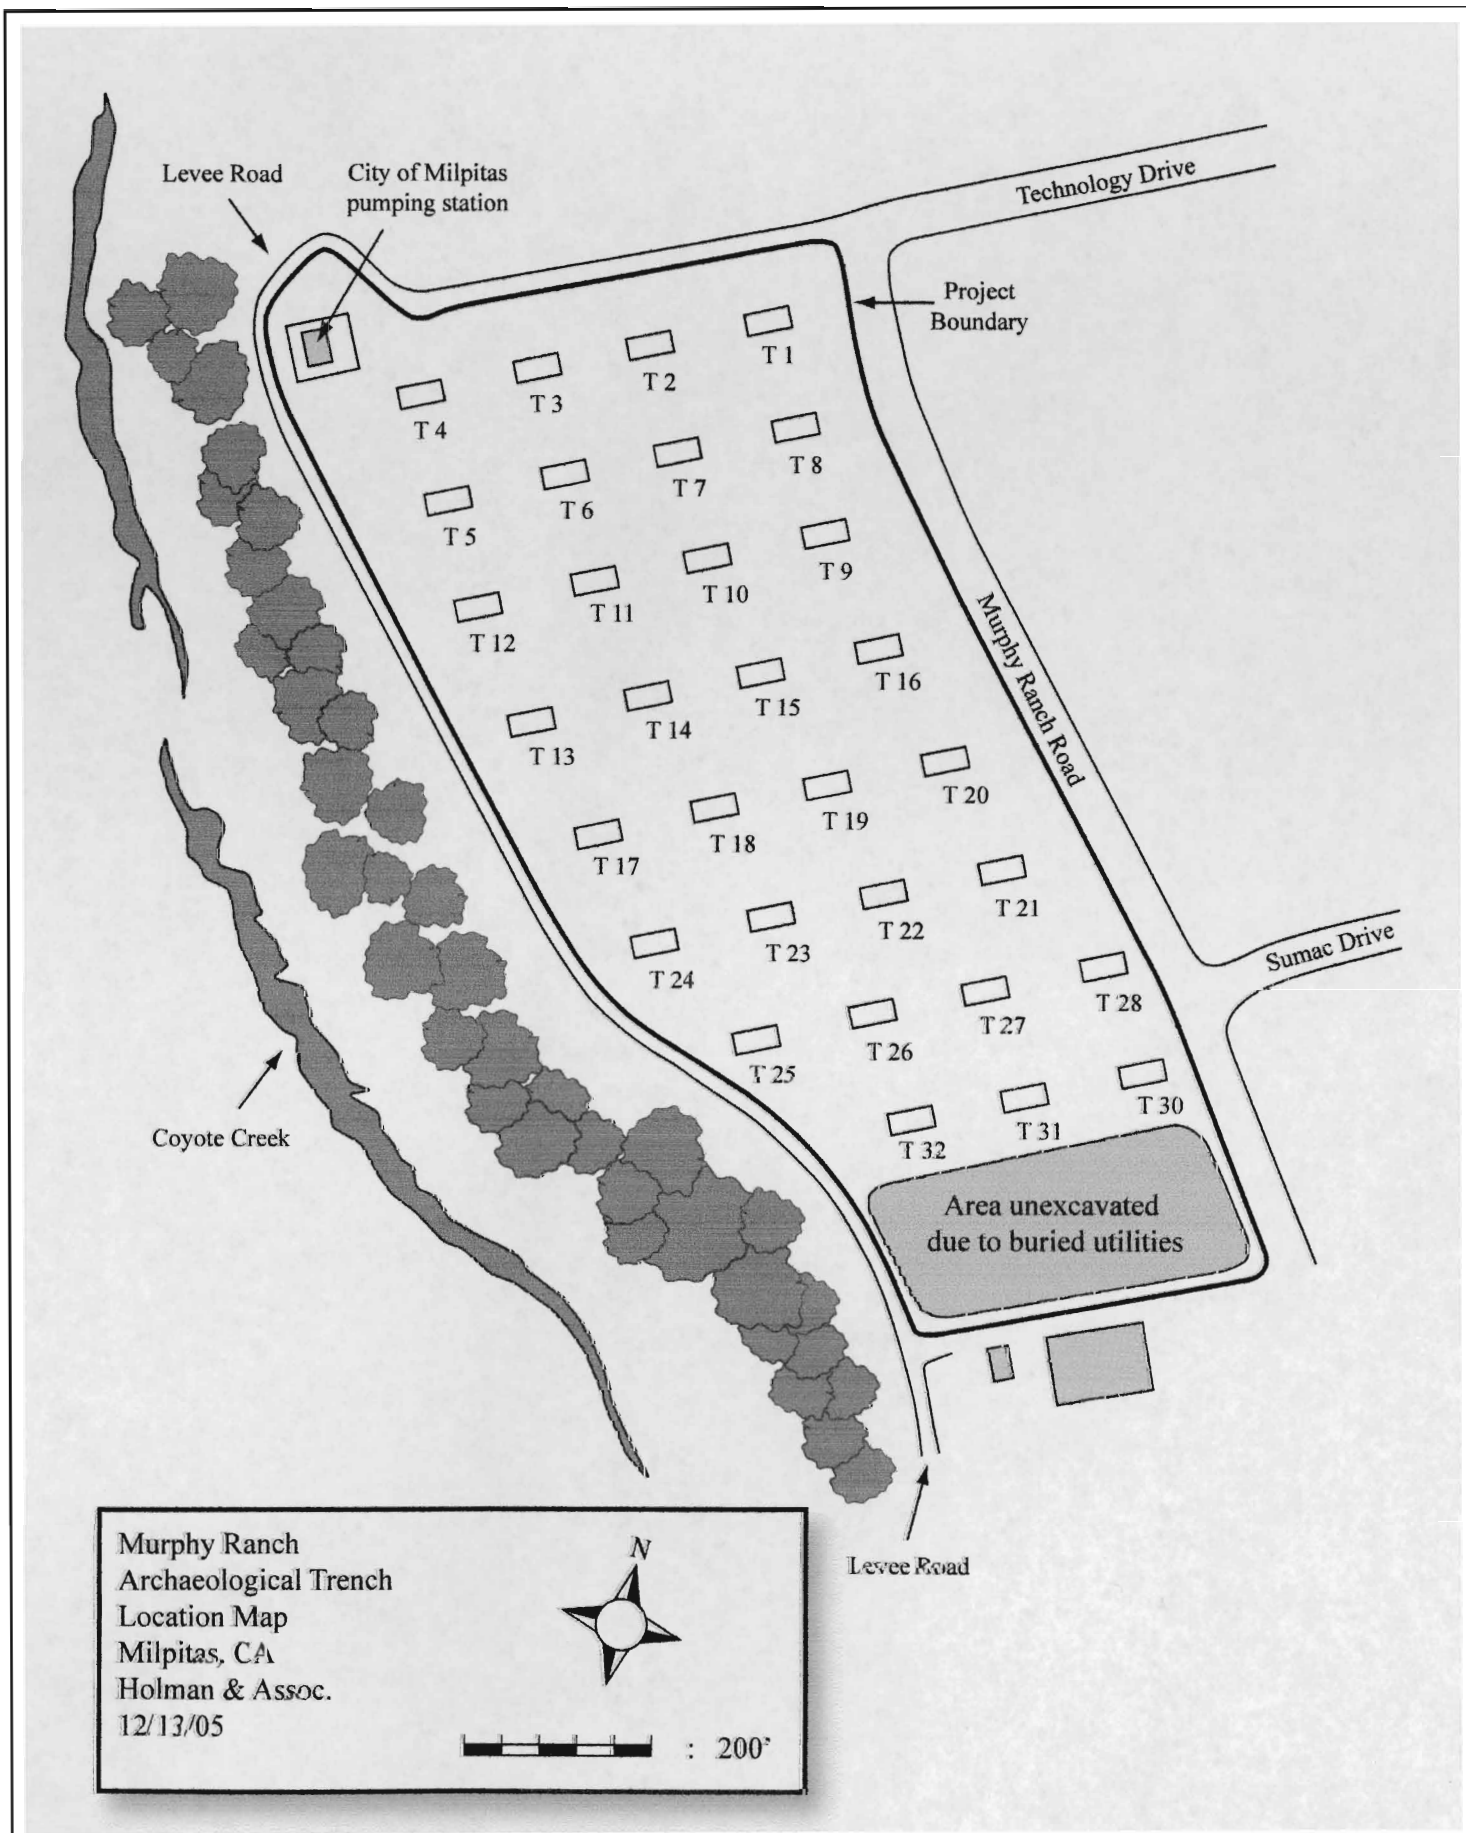 Technology Drive
Levee Road
City of Milpitas
pumping station
Project
Boundary
T 1
T 2
T 3
T 4
T 8
T 7
T 6
T 5
T 9
T 10
T 11
T 12
Murphy Ranch Road
T 16
T 15
T 14
T 13
T 20
T 19
T 18
T 17
T 21
T 22
T 23
T 24
Sumac Drive
T 28
T 27
T 26
T 25
T 30
T 31
T 32
Coyote Creek
Area unexcavated
due to buried utilities
Levee Road
Murphy Ranch
Archaeological Trench
Location Map
Milpitas, CA
Holman & Assoc.
12/13/05
N
: 200'